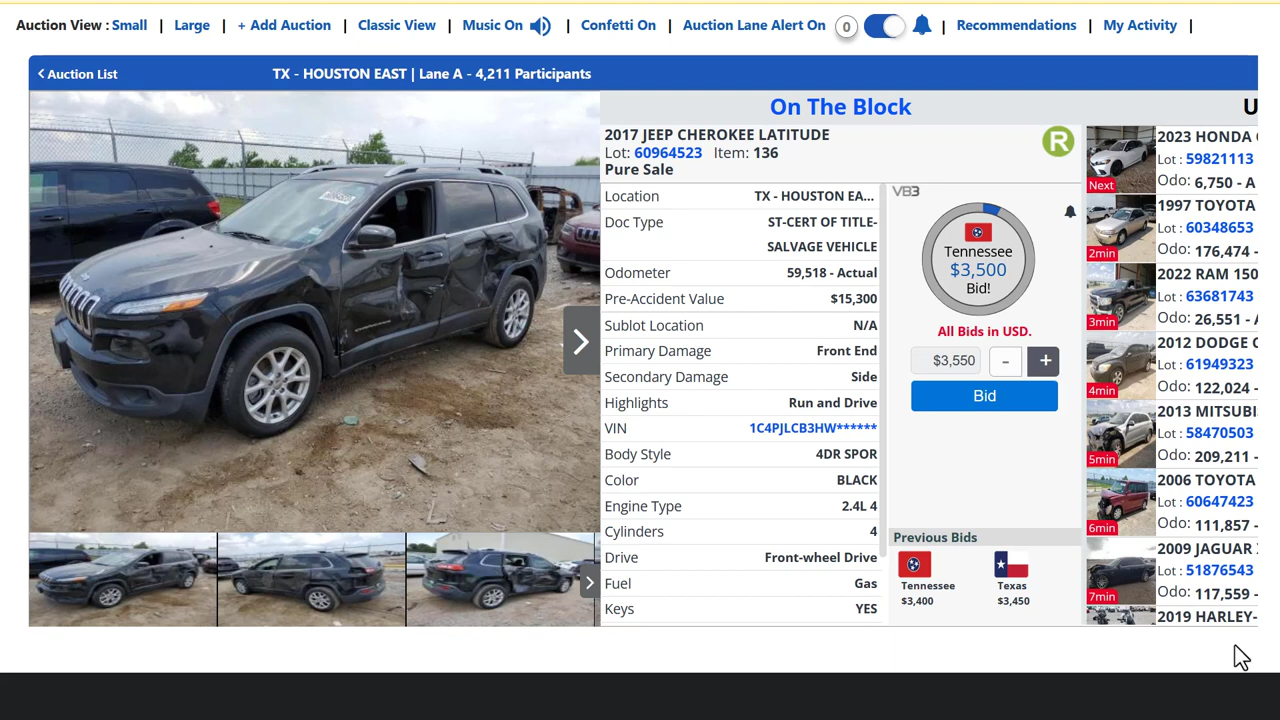 Auction View : Small | Large | + Add Auction | Classic View | Music On | Confetti On | Auction Lane Alert On 0 | Recommendations | My Activity |
Auction List
TX - HOUSTON EAST | Lane A - 4,211 Participants
On The Block
U
2017 JEEP CHEROKEE LATITUDE
Lot: 60964523 Item: 136
Pure Sale
R
Location TX - HOUSTON EA...
Doc Type ST-CERT OF TITLE-
SALVAGE VEHICLE
Odometer 59,518 - Actual
Pre-Accident Value $15,300
Sublot Location N/A
Primary Damage Front End
Secondary Damage Side
Highlights Run and Drive
VIN 1C4PJLCB3HW******
Body Style 4DR SPOR
Color BLACK
Engine Type 2.4L 4
Cylinders 4
Drive Front-wheel Drive
Fuel Gas
Keys YES
VB3
Tennessee
$3,500
Bid!
All Bids in USD.
$3,550 - +
Bid
Previous Bids
Tennessee
$3,400
Texas
$3,450
2023 HONDA
Lot : 59821113
Odo: 6,750 - A
Next
1997 TOYOTA
Lot : 60348653
Odo: 176,474 -
2min
2022 RAM 150
Lot : 63681743
Odo: 26,551 - A
3min
2012 DODGE
Lot : 61949323
Odo: 122,024 -
4min
2013 MITSUBI
Lot : 58470503
Odo: 209,211 -
5min
2006 TOYOTA
Lot : 60647423
Odo: 111,857 -
6min
2009 JAGUAR
Lot : 51876543
Odo: 117,559 -
7min
2019 HARLEY-